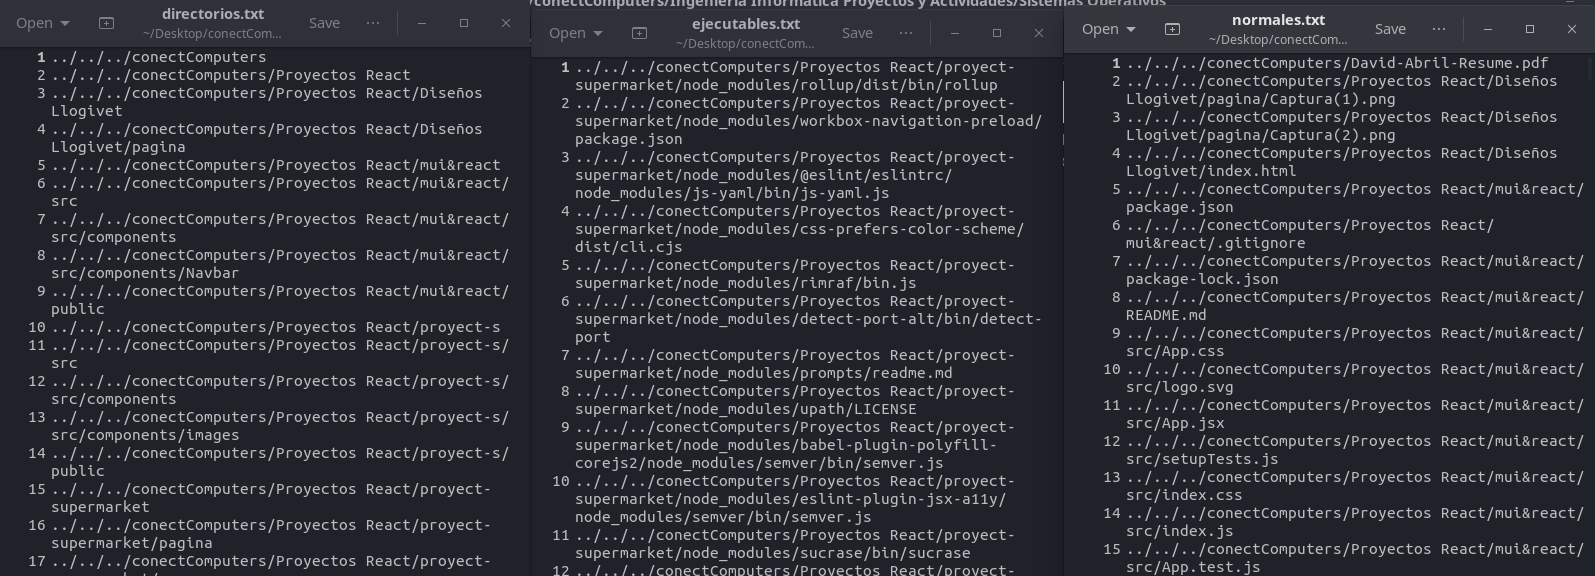 /conectComputers/Ingenieria Informatica Proyectos y Actividades/Sistemas Operativos
Open
directorios.txt
~/Desktop/conectCom...
Save
1 ../../../conectComputers
2 ../../../conectComputers/Proyectos React
3 ../../../conectComputers/Proyectos React/Diseños
Llogivet
4 ../../../conectComputers/Proyectos React/Diseños
Llogivet/pagina
5 ../../../conectComputers/Proyectos React/mui&react
6 ../../../conectComputers/Proyectos React/mui&react/
src
7 ../../../conectComputers/Proyectos React/mui&react/
src/components
8 ../../../conectComputers/Proyectos React/mui&react/
src/components/Navbar
9 ../../../conectComputers/Proyectos React/mui&react/
public
10 ../../../conectComputers/Proyectos React/proyect-s
11 ../../../conectComputers/Proyectos React/proyect-s/
src
12 ../../../conectComputers/Proyectos React/proyect-s/
src/components
13 ../../../conectComputers/Proyectos React/proyect-s/
src/components/images
14 ../../../conectComputers/Proyectos React/proyect-s/
public
15 ../../../conectComputers/Proyectos React/proyect-
supermarket
16 ../../../conectComputers/Proyectos React/proyect-
supermarket/pagina
17 ../../../conectComputers/Proyectos React/proyect-
Open
ejecutables.txt
~/Desktop/conectCom...
Save
1 ../../../conectComputers/Proyectos React/proyect-
supermarket/node_modules/rollup/dist/bin/rollup
2 ../../../conectComputers/Proyectos React/proyect-
supermarket/node_modules/workbox-navigation-preload/
package.json
3 ../../../conectComputers/Proyectos React/proyect-
supermarket/node_modules/@eslint/eslintrc/
node_modules/js-yaml/bin/js-yaml.js
4 ../../../conectComputers/Proyectos React/proyect-
supermarket/node_modules/css-prefers-color-scheme/
dist/cli.cjs
5 ../../../conectComputers/Proyectos React/proyect-
supermarket/node_modules/rimraf/bin.js
6 ../../../conectComputers/Proyectos React/proyect-
supermarket/node_modules/detect-port-alt/bin/detect-
port
7 ../../../conectComputers/Proyectos React/proyect-
supermarket/node_modules/prompts/readme.md
8 ../../../conectComputers/Proyectos React/proyect-
supermarket/node_modules/upath/LICENSE
9 ../../../conectComputers/Proyectos React/proyect-
supermarket/node_modules/babel-plugin-polyfill-
corejs2/node_modules/semver/bin/semver.js
10 ../../../conectComputers/Proyectos React/proyect-
supermarket/node_modules/eslint-plugin-jsx-a11y/
node_modules/semver/bin/semver.js
11 ../../../conectComputers/Proyectos React/proyect-
supermarket/node_modules/sucrase/bin/sucrase
12 ../../../conectComputers/Proyectos React/proyect-
Open
normales.txt
~/Desktop/conectCom...
Save
1 ../../../conectComputers/David-Abril-Resume.pdf
2 ../../../conectComputers/Proyectos React/Diseños
Llogivet/pagina/Captura(1).png
3 ../../../conectComputers/Proyectos React/Diseños
Llogivet/pagina/Captura(2).png
4 ../../../conectComputers/Proyectos React/Diseños
Llogivet/index.html
5 ../../../conectComputers/Proyectos React/mui&react/
package.json
6 ../../../conectComputers/Proyectos React/
mui&react/.gitignore
7 ../../../conectComputers/Proyectos React/mui&react/
package-lock.json
8 ../../../conectComputers/Proyectos React/mui&react/
README.md
9 ../../../conectComputers/Proyectos React/mui&react/
src/App.css
10 ../../../conectComputers/Proyectos React/mui&react/
src/logo.svg
11 ../../../conectComputers/Proyectos React/mui&react/
src/App.jsx
12 ../../../conectComputers/Proyectos React/mui&react/
src/setupTests.js
13 ../../../conectComputers/Proyectos React/mui&react/
src/index.css
14 ../../../conectComputers/Proyectos React/mui&react/
src/index.js
15 ../../../conectComputers/Proyectos React/mui&react/
src/App.test.js